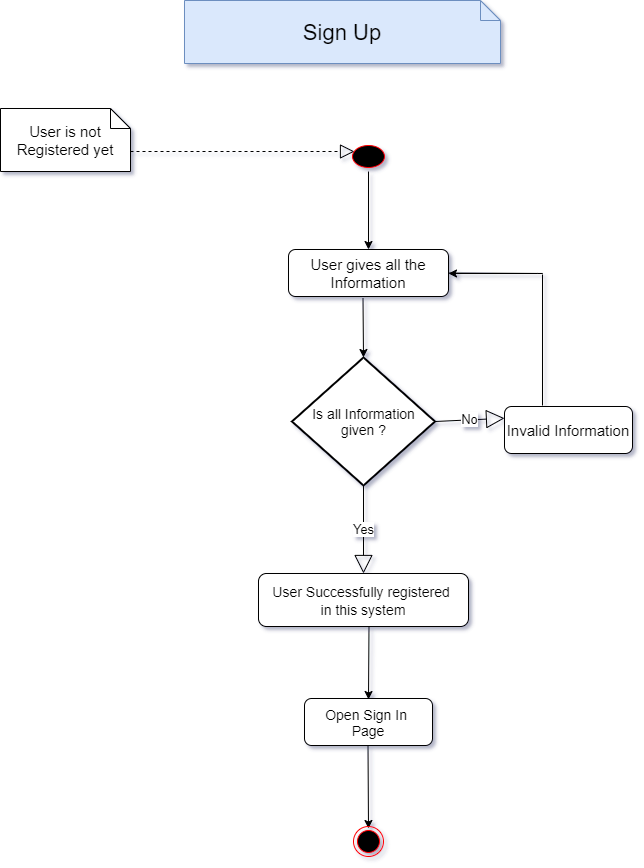 Sign Up
User is not
Registered yet
User gives all the
Information
Is all Information
given ?
No
Invalid Information
Yes
User Successfully registered
in this system
Open Sign In
Page